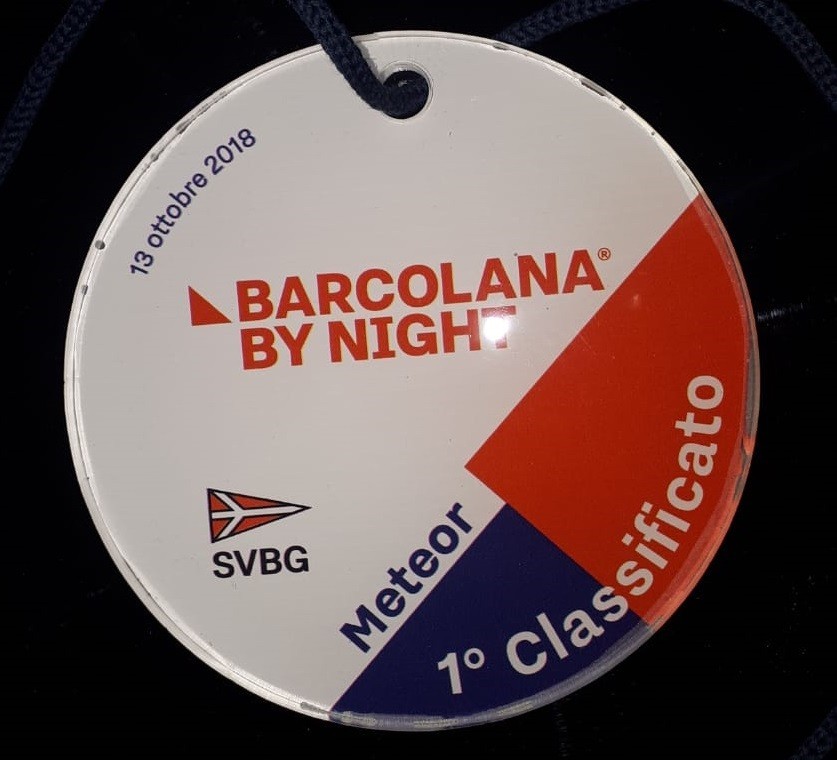 13 ottobre 2018
BARCOLANA®
BY NIGHT
SVBG
Meteor
1° Classificato